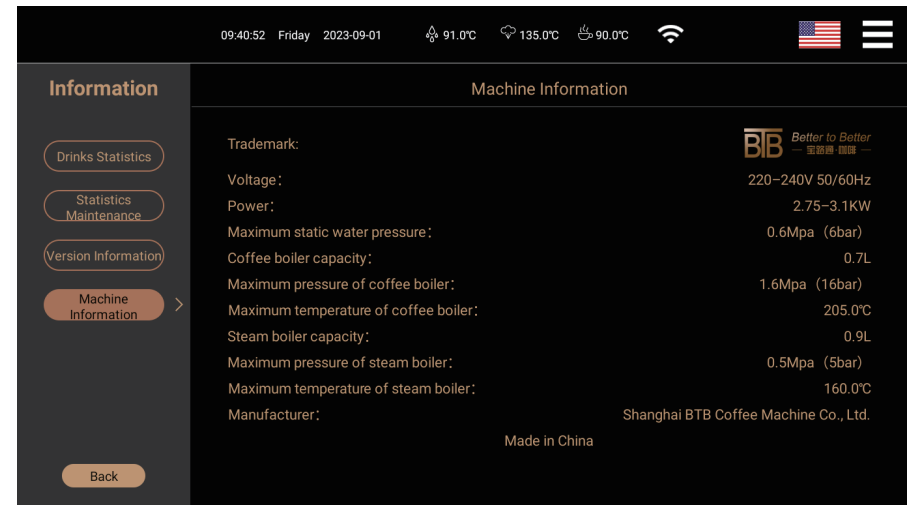 09:40:52 Friday 2023-09-01 91.0℃ 135.0℃ 90.0℃
Information
Drinks Statistics
Statistics
Maintenance
Version Information
Machine
Information
Back
Machine Information
Trademark:
BTB Better to Better
宝路通·咖啡
Voltage: 220–240V 50/60Hz
Power: 2.75–3.1KW
Maximum static water pressure: 0.6Mpa（6bar）
Coffee boiler capacity: 0.7L
Maximum pressure of coffee boiler: 1.6Mpa（16bar）
Maximum temperature of coffee boiler: 205.0℃
Steam boiler capacity: 0.9L
Maximum pressure of steam boiler: 0.5Mpa（5bar）
Maximum temperature of steam boiler: 160.0℃
Manufacturer: Shanghai BTB Coffee Machine Co., Ltd.
Made in China